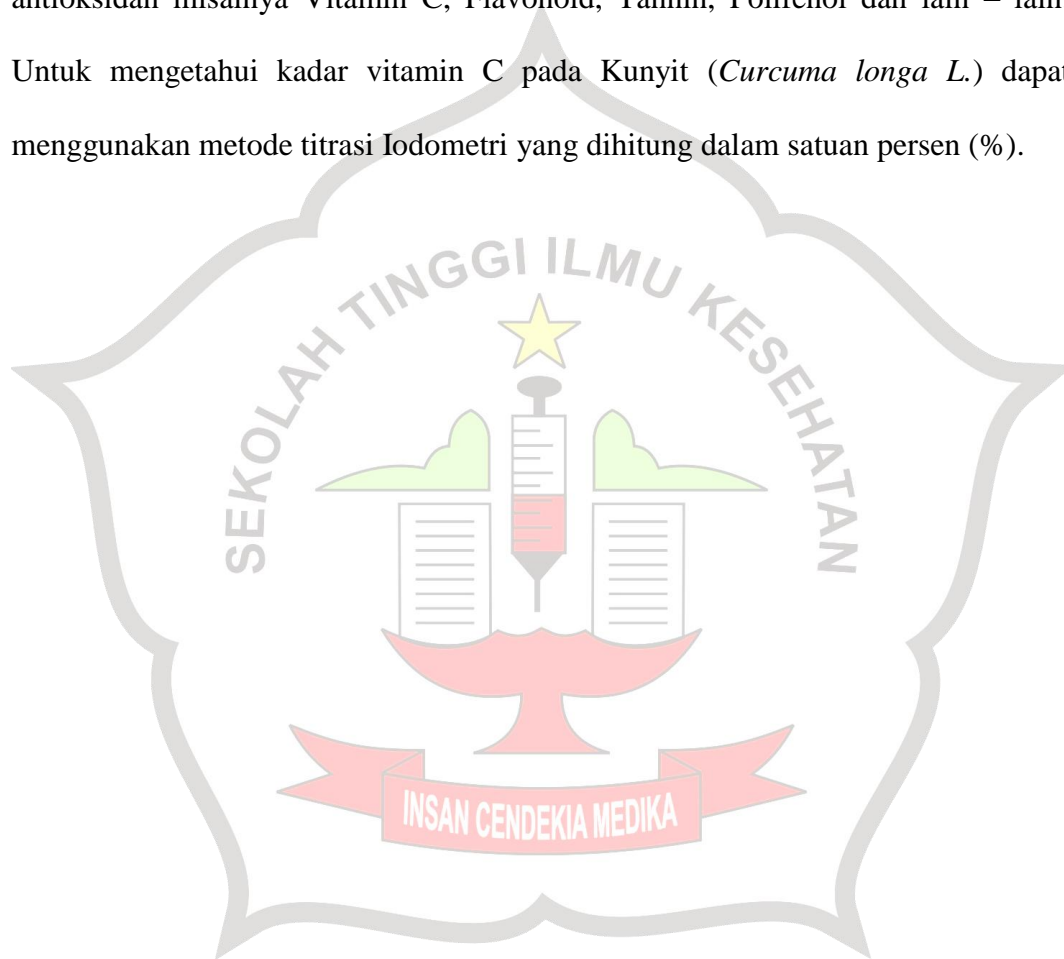 antioksidan misalnya Vitamin C, Flavonoid, Tannin, Polifenol dan lain – lain
Untuk mengetahui kadar vitamin C pada Kunyit (Curcuma longa L.) dapat
menggunakan metode titrasi Iodometri yang dihitung dalam satuan persen (%).
SEKOLAH TINGGI ILMU KESEHATAN
INSAN CENDEKIA MEDIKA